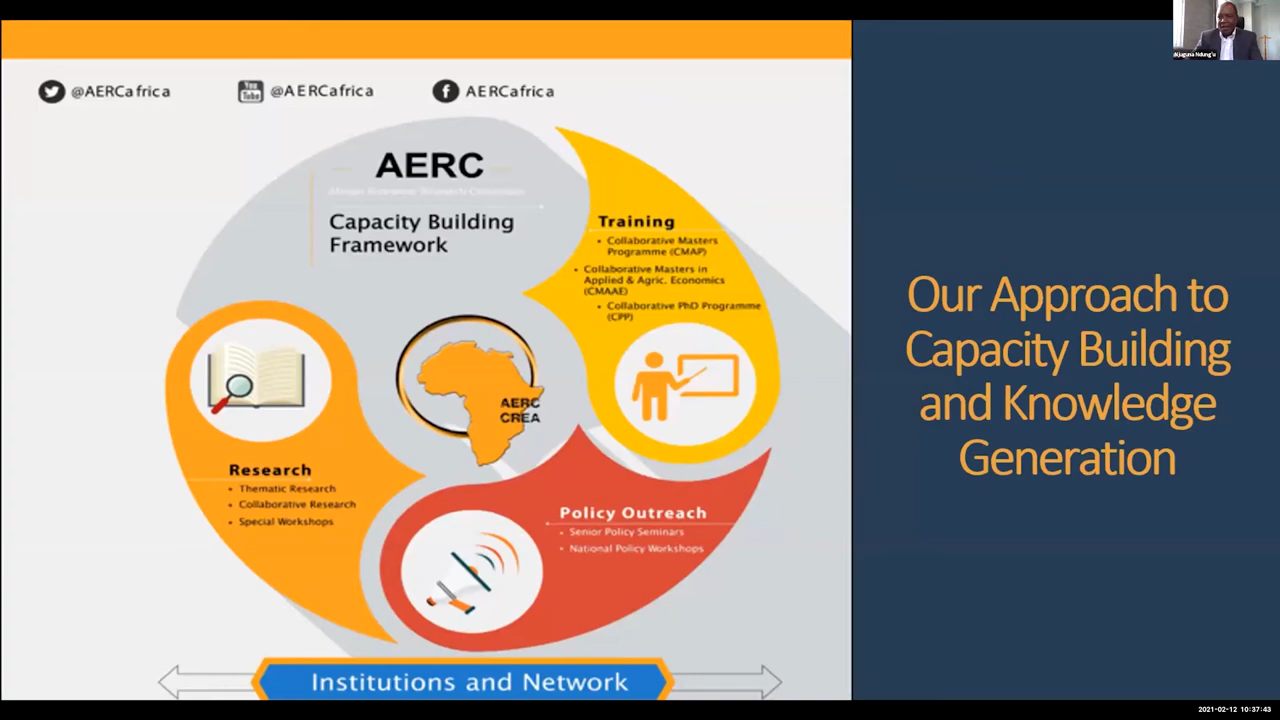 @AERCafrica
@AERCafrica
AERCafrica
AERC
African Economic Research Consortium
Capacity Building
Framework
Training
• Collaborative Masters
Programme (CMAP)
• Collaborative Masters in
Applied & Agric. Economics
(CMAAE)
• Collaborative PhD Programme
(CPP)
AERC
CREA
Research
• Thematic Research
• Collaborative Research
• Special Workshops
Policy Outreach
• Senior Policy Seminars
• National Policy Workshops
Institutions and Network
Our Approach to
Capacity Building
and Knowledge
Generation
Njuguna Ndung'u
2021-02-12 10:37:43